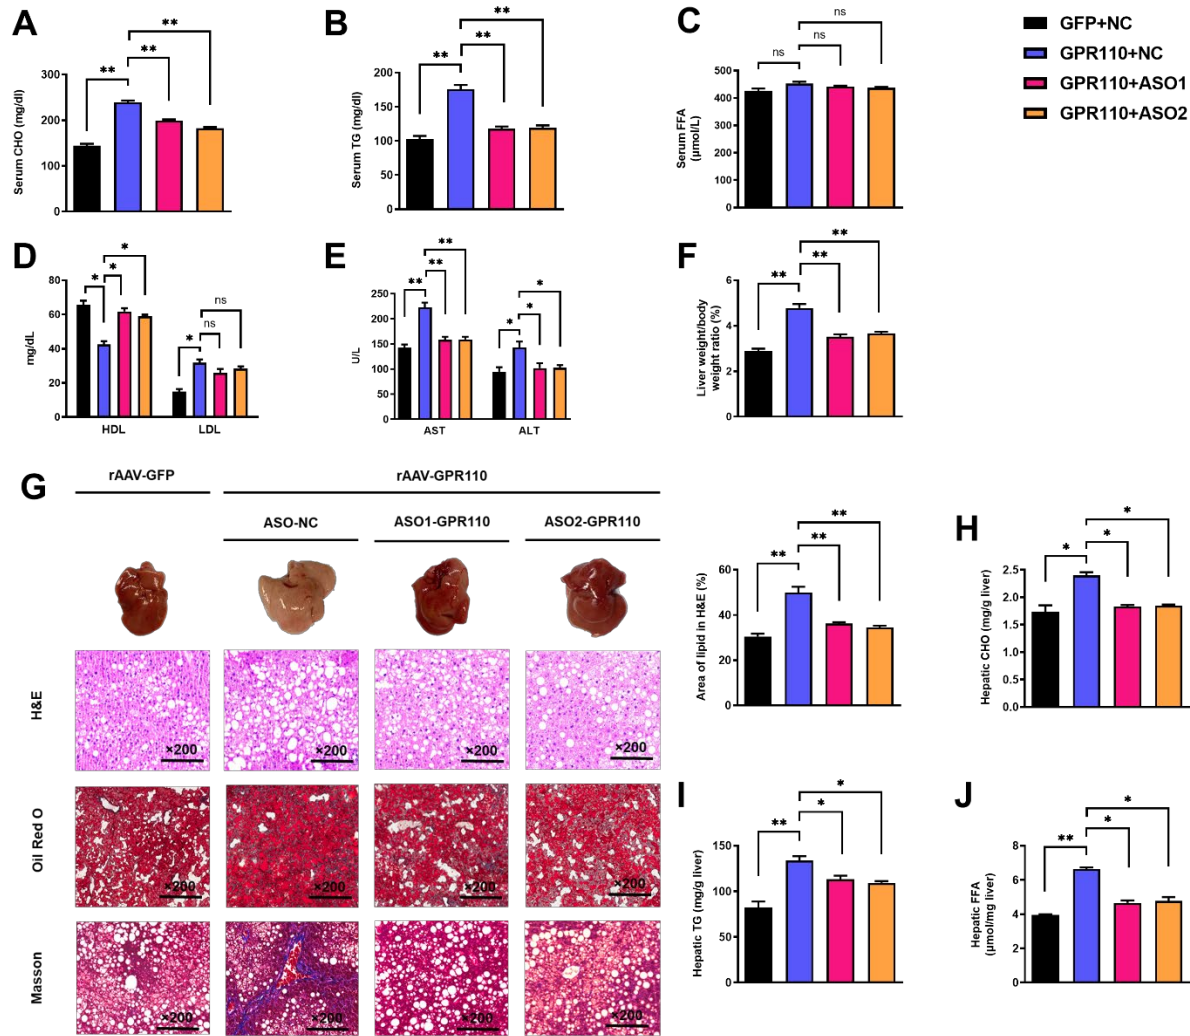 A
Serum CHO (mg/dl)
300
200
100
0
**
**
**
B
Serum TG (mg/dl)
200
150
100
50
0
**
**
**
C
Serum FFA
(μmol/L)
500
400
300
400
100
0
ns
ns
ns
GFP+NC
GPR110+NC
GPR110+ASO1
GPR110+ASO2
D
mg/dL
80
60
40
20
0
*
*
*
*
ns
ns
HDL
LDL
E
U/L
250
200
150
100
50
0
**
**
**
*
*
*
AST
ALT
F
Liver weight/body
weight ratio (%)
6
4
2
0
**
**
**
G
rAAV-GFP
rAAV-GPR110
ASO-NC
ASO1-GPR110
ASO2-GPR110
H&E
×200
×200
×200
×200
Oil Red O
×200
×200
×200
×200
Masson
×200
×200
×200
×200
Area of lipid in H&E (%)
60
40
20
0
**
**
**
H
Hepatic CHO (mg/g liver)
2.5
2.0
1.5
1.0
0.5
0.0
*
*
*
I
Hepatic TG (mg/g liver)
150
100
50
0
**
*
*
J
Hepatic FFA
(μmol/mg liver)
8
6
4
2
0
**
*
*